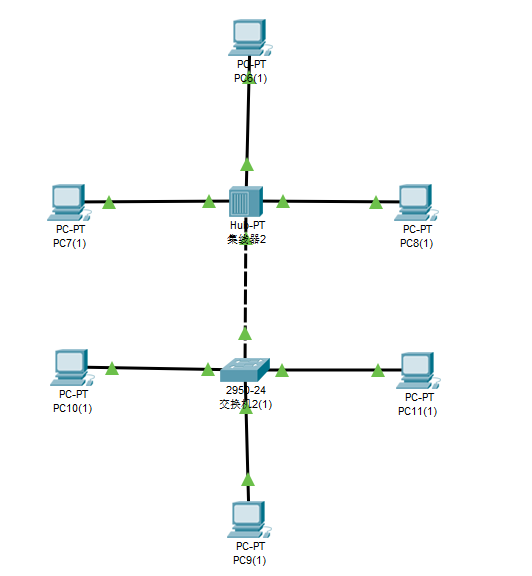 PC-PT
PC6(1)
PC-PT
PC7(1)
Hub-PT
集线器2
PC-PT
PC8(1)
PC-PT
PC10(1)
2950-24
交换机2(1)
PC-PT
PC11(1)
PC-PT
PC9(1)